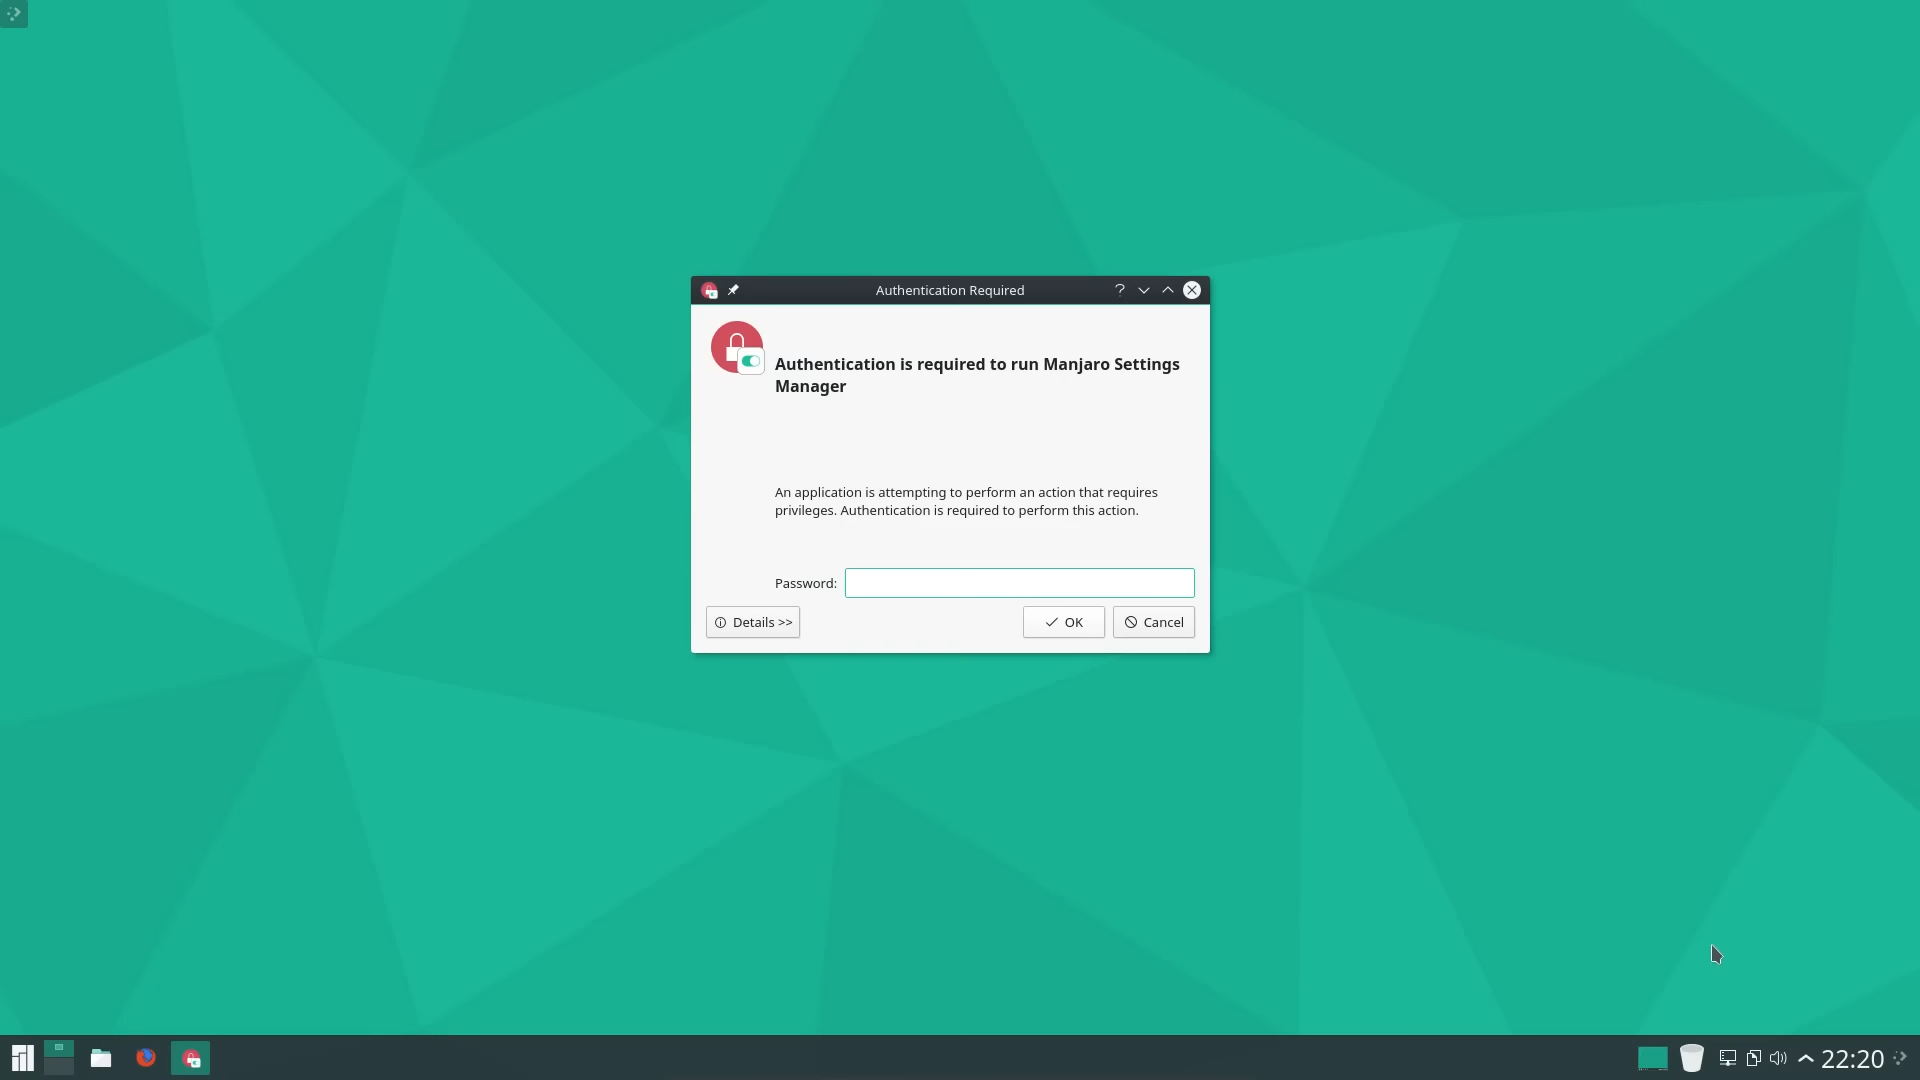 Authentication Required
Authentication is required to run Manjaro Settings
Manager
An application is attempting to perform an action that requires
privileges. Authentication is required to perform this action.
Password:
Details >>
OK
Cancel
22:20